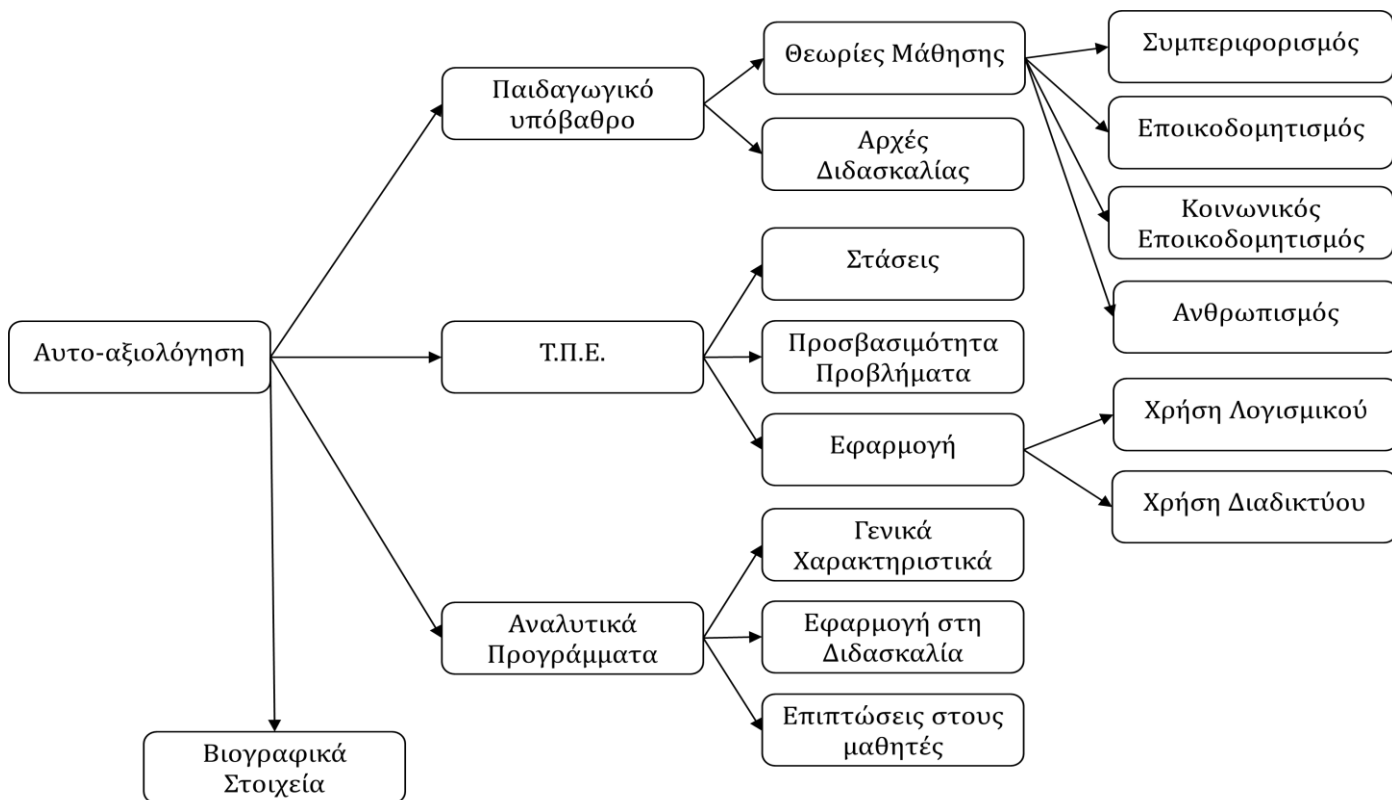 Αυτο-αξιολόγηση
Παιδαγωγικό
υπόβαθρο
Θεωρίες Μάθησης
Συμπεριφορισμός
Εποικοδομητισμός
Κοινωνικός
Εποικοδομητισμός
Ανθρωπισμός
Αρχές
Διδασκαλίας
Τ.Π.Ε.
Στάσεις
Προσβασιμότητα
Προβλήματα
Εφαρμογή
Χρήση Λογισμικού
Χρήση Διαδικτύου
Αναλυτικά
Προγράμματα
Γενικά
Χαρακτηριστικά
Εφαρμογή στη
Διδασκαλία
Επιπτώσεις στους
μαθητές
Βιογραφικά
Στοιχεία